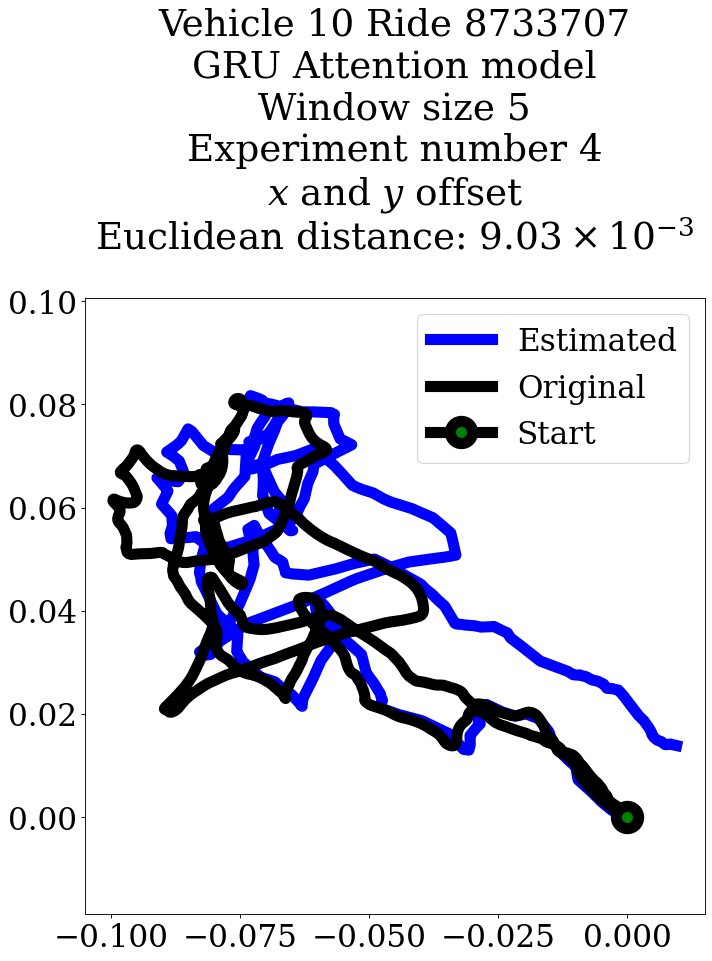 Vehicle 10 Ride 8733707
GRU Attention model
Window size 5
Experiment number 4
x and y offset
Euclidean distance: 9.03 × 10⁻³
0.10
0.08
0.06
0.04
0.02
0.00
Estimated
Original
Start
−0.100 −0.075 −0.050 −0.025 0.000